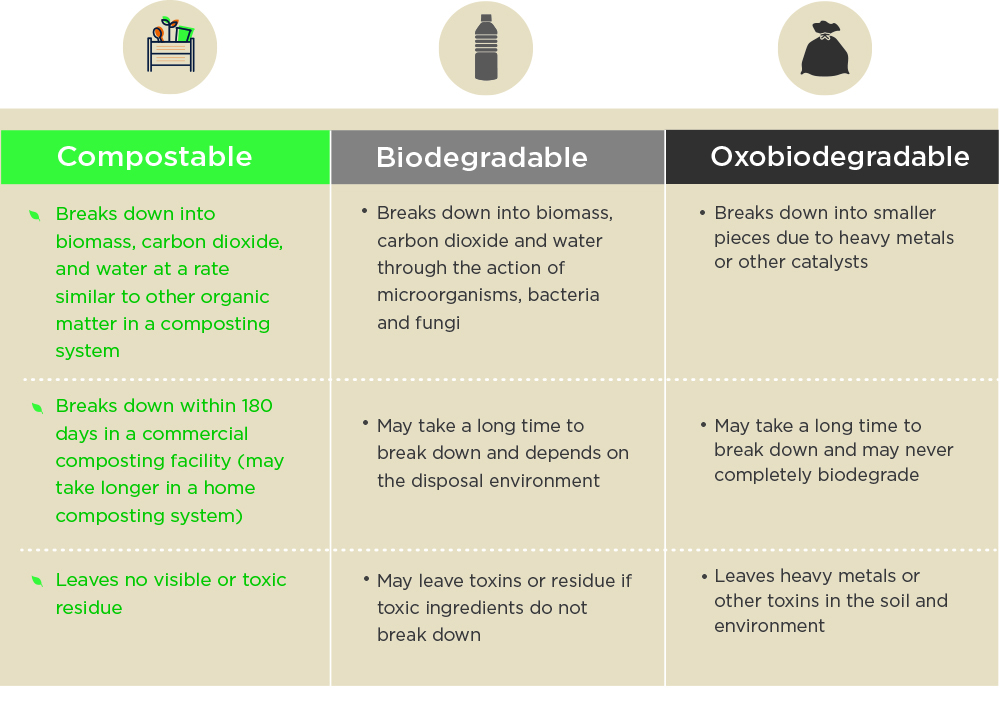 Compostable
Breaks down into
biomass, carbon dioxide,
and water at a rate
similar to other organic
matter in a composting
system
Breaks down within 180
days in a commercial
composting facility (may
take longer in a home
composting system)
Leaves no visible or toxic
residue
Biodegradable
• Breaks down into biomass,
carbon dioxide and water
through the action of
microorganisms, bacteria
and fungi
• May take a long time to
break down and depends on
the disposal environment
• May leave toxins or residue if
toxic ingredients do not
break down
Oxobiodegradable
• Breaks down into smaller
pieces due to heavy metals
or other catalysts
• May take a long time to
break down and may never
completely biodegrade
• Leaves heavy metals or
other toxins in the soil and
environment